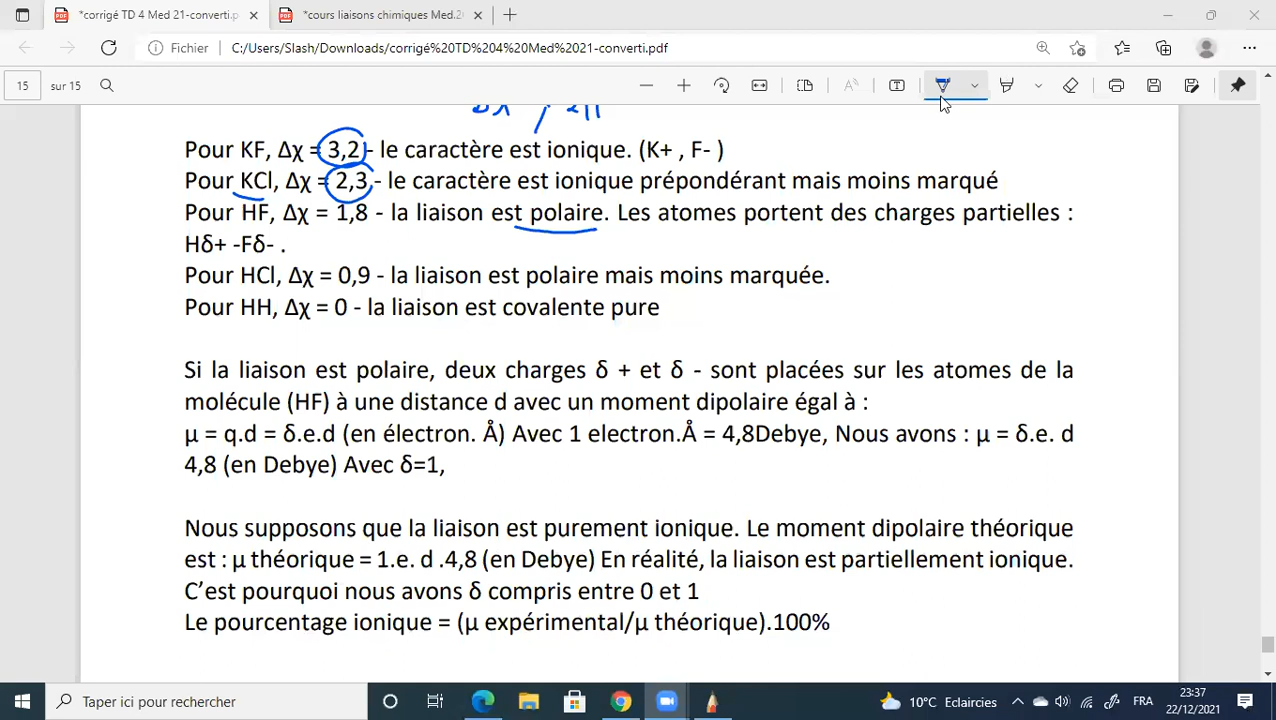 *corrigé TD 4 Med 21-converti.p
*cours liaisons chimiques Med.2
Fichier C:/Users/Slash/Downloads/corrigé%20TD%204%20Med%2021-converti.pdf
15 sur 15
Pour KF, Δχ = 3,2 - le caractère est ionique. (K+ , F- )
Pour KCl, Δχ = 2,3 - le caractère est ionique prépondérant mais moins marqué
Pour HF, Δχ = 1,8 - la liaison est polaire. Les atomes portent des charges partielles :
Hδ+ -Fδ- .
Pour HCl, Δχ = 0,9 - la liaison est polaire mais moins marquée.
Pour HH, Δχ = 0 - la liaison est covalente pure
Si la liaison est polaire, deux charges δ + et δ - sont placées sur les atomes de la
molécule (HF) à une distance d avec un moment dipolaire égal à :
μ = q.d = δ.e.d (en électron. Å) Avec 1 electron.Å = 4,8Debye, Nous avons : μ = δ.e. d
4,8 (en Debye) Avec δ=1,
Nous supposons que la liaison est purement ionique. Le moment dipolaire théorique
est : μ théorique = 1.e. d .4,8 (en Debye) En réalité, la liaison est partiellement ionique.
C’est pourquoi nous avons δ compris entre 0 et 1
Le pourcentage ionique = (μ expérimental/μ théorique).100%
Taper ici pour rechercher
10°C Eclaircies
FRA
23:37
22/12/2021